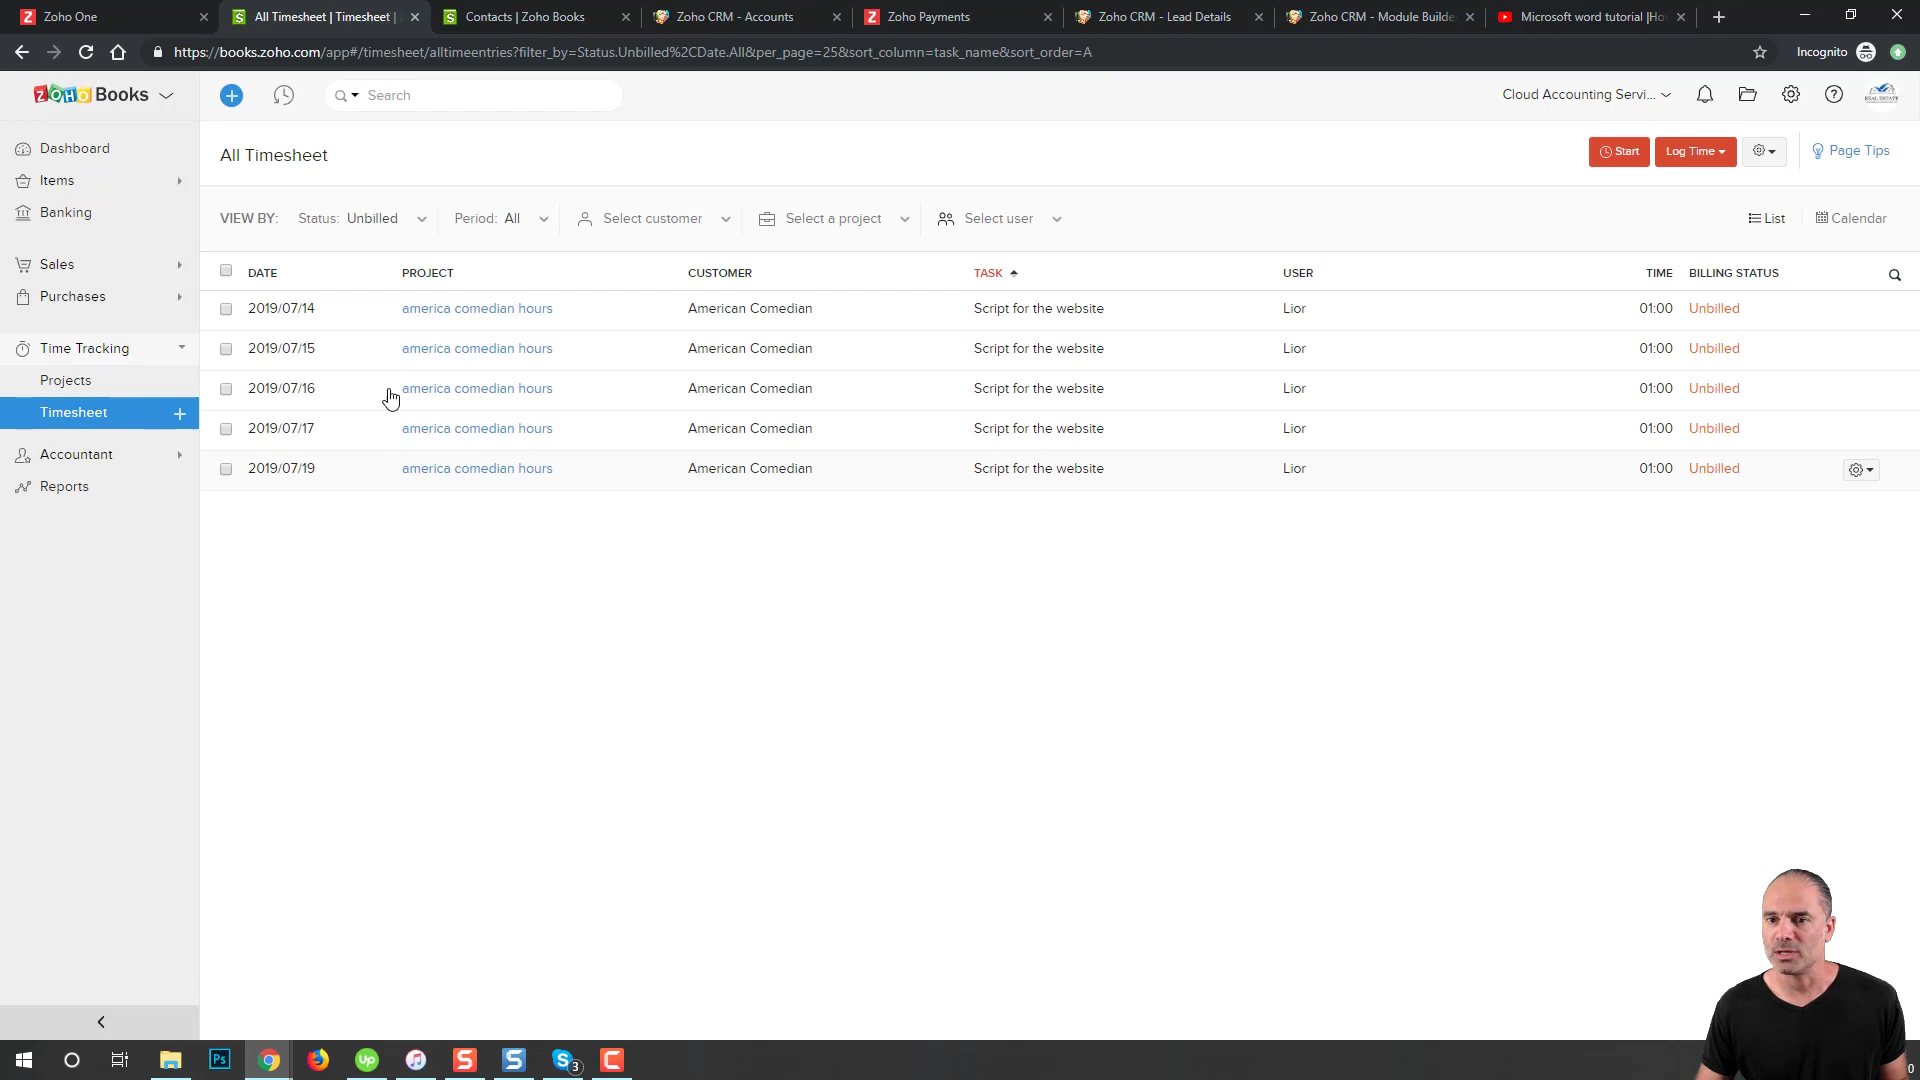 Zoho One
All Timesheet | Timesheet |
Contacts | Zoho Books
Zoho CRM - Accounts
Zoho Payments
Zoho CRM - Lead Details
Zoho CRM - Module Builde
Microsoft word tutorial |Ho
https://books.zoho.com/app#/timesheet/alltimeentries?filter_by=Status.Unbilled%2CDate.All&per_page=25&sort_column=task_name&sort_order=A
Incognito
ZOHO Books
Search
Cloud Accounting Servi...
REAL ESTATE
Dashboard
Items
Banking
Sales
Purchases
Time Tracking
Projects
Timesheet
Accountant
Reports
All Timesheet
Start
Log Time
Page Tips
VIEW BY: Status: Unbilled Period: All Select customer Select a project Select user
List
Calendar
DATE PROJECT CUSTOMER TASK USER TIME BILLING STATUS
2019/07/14 america comedian hours American Comedian Script for the website Lior 01:00 Unbilled
2019/07/15 america comedian hours American Comedian Script for the website Lior 01:00 Unbilled
2019/07/16 america comedian hours American Comedian Script for the website Lior 01:00 Unbilled
2019/07/17 america comedian hours American Comedian Script for the website Lior 01:00 Unbilled
2019/07/19 america comedian hours American Comedian Script for the website Lior 01:00 Unbilled
Ps
up
S
S
S
3
C